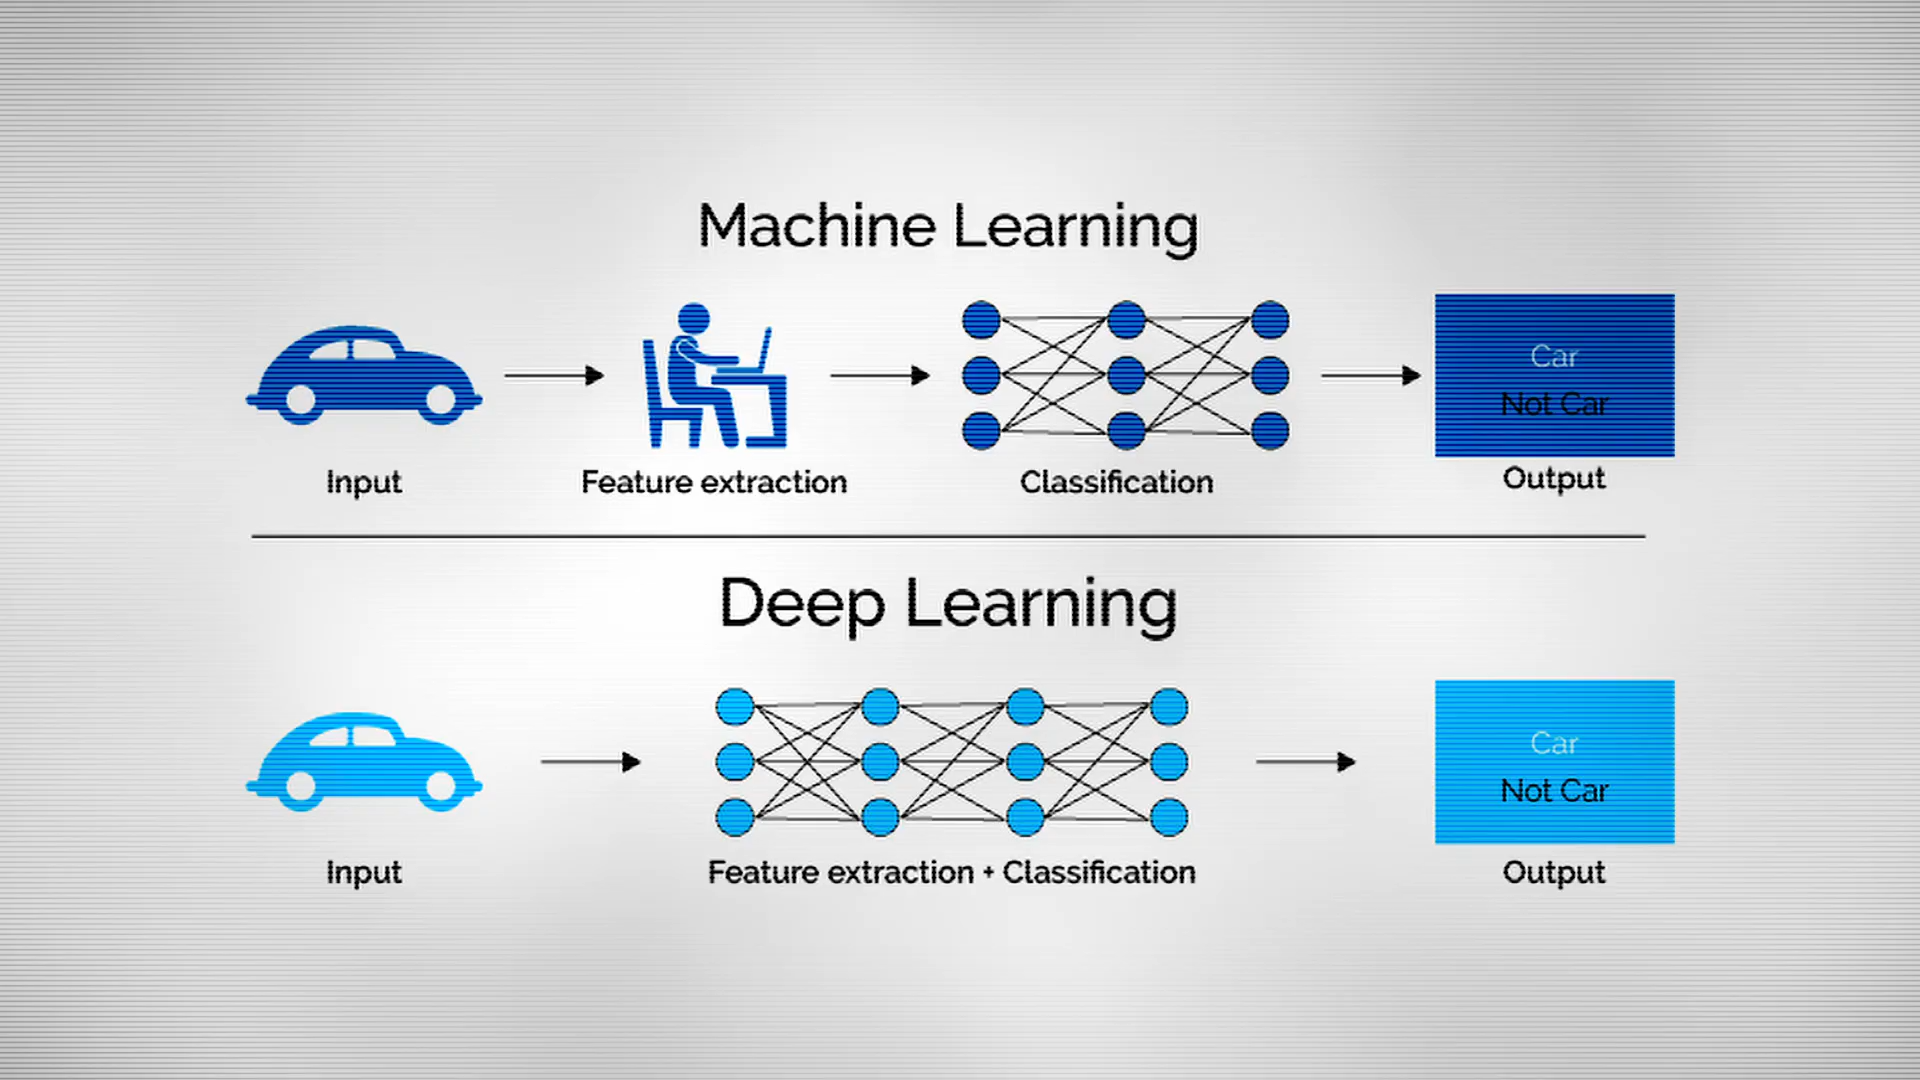 Machine Learning
Car
Not Car
Input
Feature extraction
Classification
Output
Deep Learning
Car
Not Car
Input
Feature extraction + Classification
Output